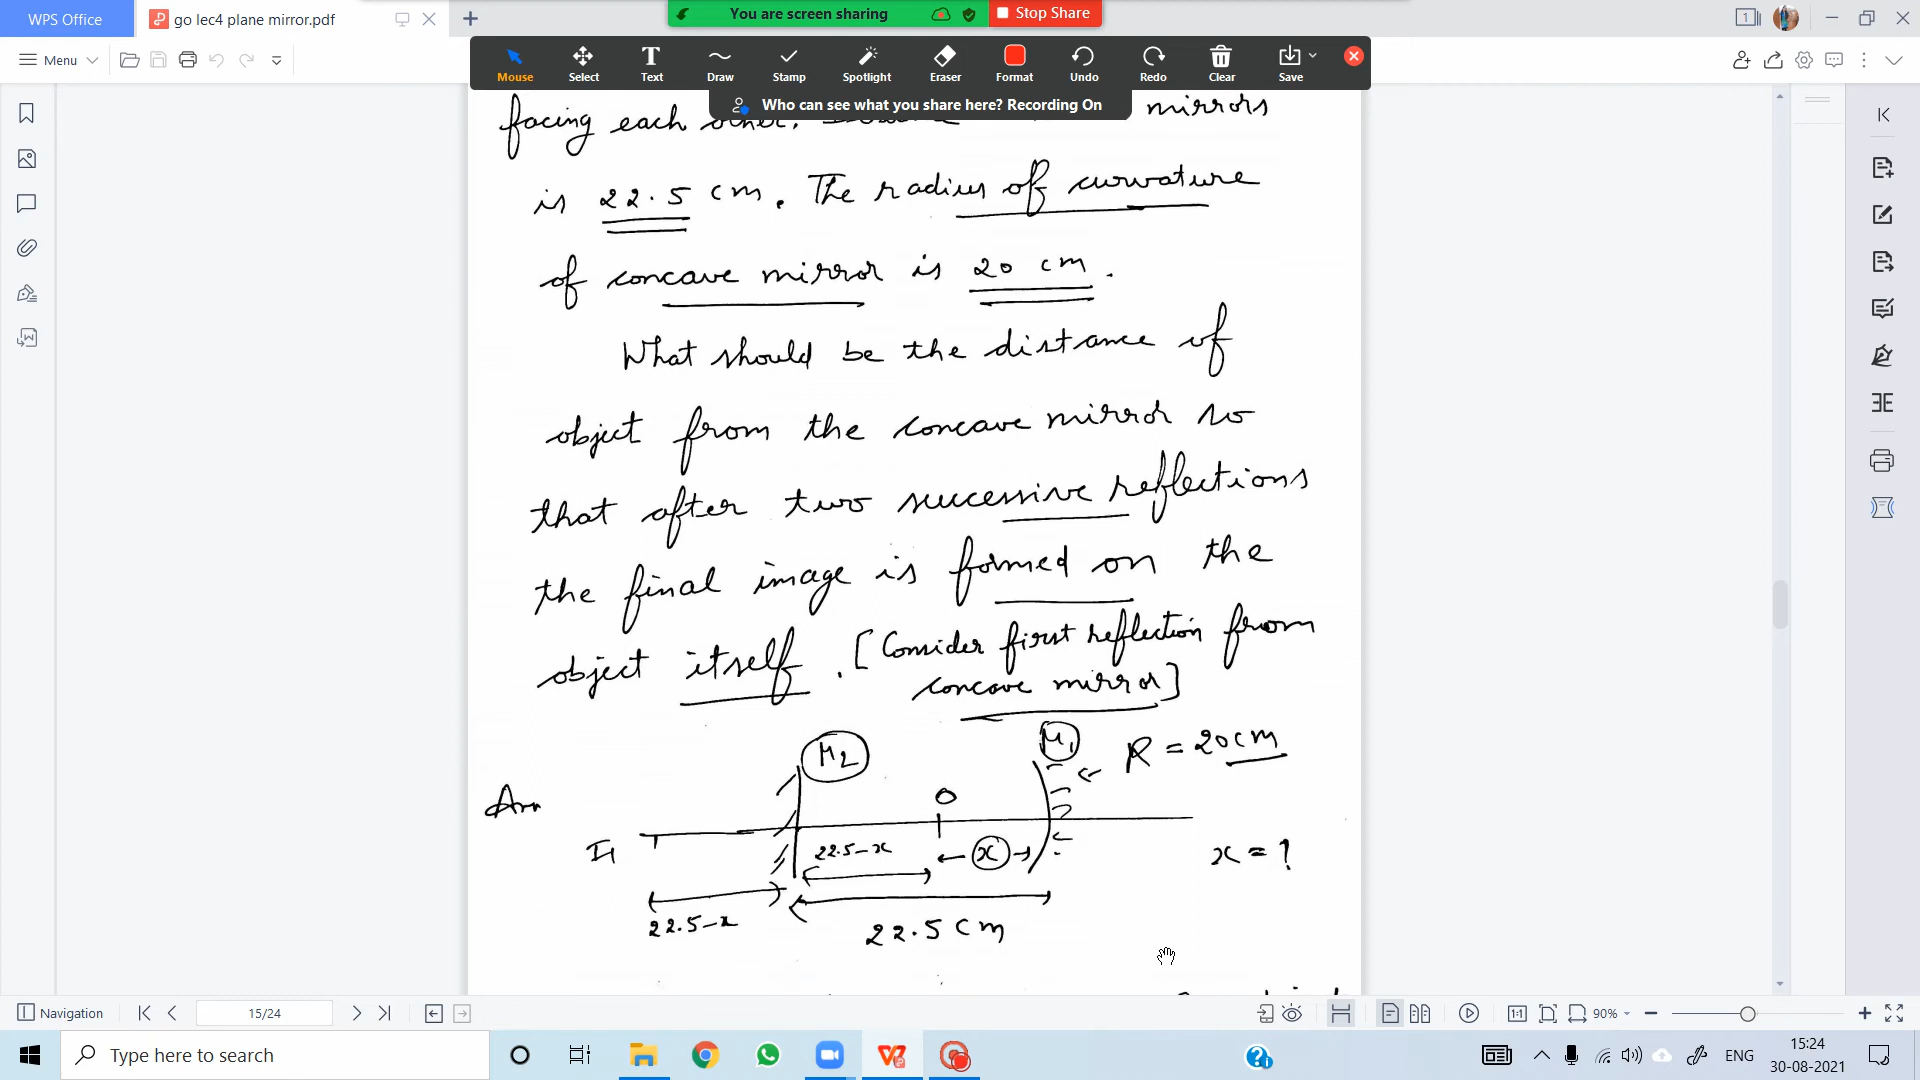 WPS Office
go lec4 plane mirror.pdf
You are screen sharing
Stop Share
1
Menu
Mouse
Select
Text
Draw
Stamp
Spotlight
Eraser
Format
Undo
Redo
Clear
Save
Who can see what you share here? Recording On
facing each other. mirrors
is 22.5 cm. The radius of curvature
of concave mirror is 20 cm.
What should be the distance of
object from the concave mirror so
that after two successive reflections
the final image is formed on the
object itself. [Consider first reflection from
concave mirror]
M2
M1
R = 20cm
Ans
O
I1
22.5-x
x
x = ?
22.5-x
22.5 cm
Navigation
15/24
1:1
90%
Type here to search
ENG
15:24
30-08-2021